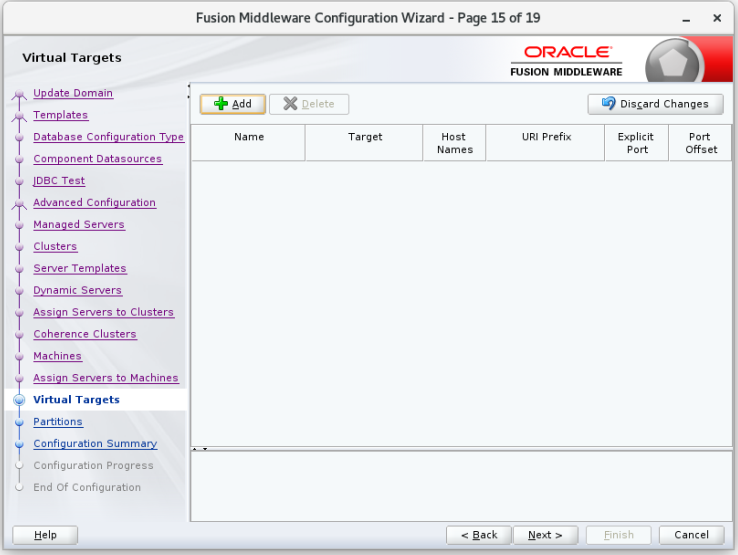 Fusion Middleware Configuration Wizard - Page 15 of 19
Virtual Targets
ORACLE
FUSION MIDDLEWARE
Update Domain
Templates
Database Configuration Type
Component Datasources
JDBC Test
Advanced Configuration
Managed Servers
Clusters
Server Templates
Dynamic Servers
Assign Servers to Clusters
Coherence Clusters
Machines
Assign Servers to Machines
Virtual Targets
Partitions
Configuration Summary
Configuration Progress
End Of Configuration
Add
Delete
Discard Changes
Name
Target
Host
Names
URI Prefix
Explicit
Port
Port
Offset
Help
< Back
Next >
Finish
Cancel